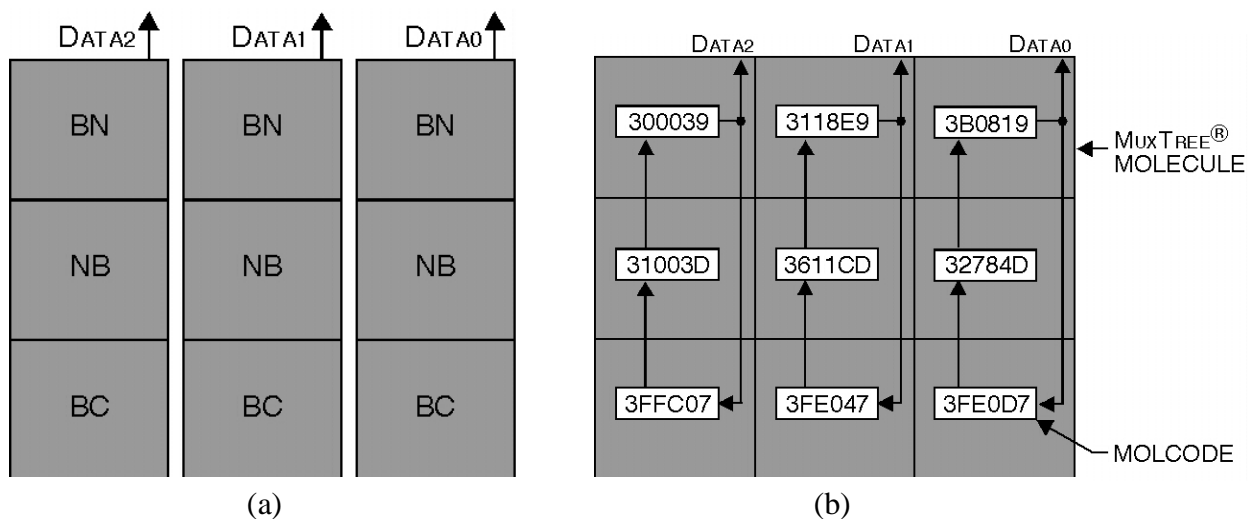 DATA2 DATA1 DATA0
BN BN BN
NB NB NB
BC BC BC
(a)
DATA2 DATA1 DATA0
300039 3118E9 3B0819
MUXTREE®
MOLECULE
31003D 3611CD 32784D
3FFC07 3FE047 3FE0D7
MOLCODE
(b)